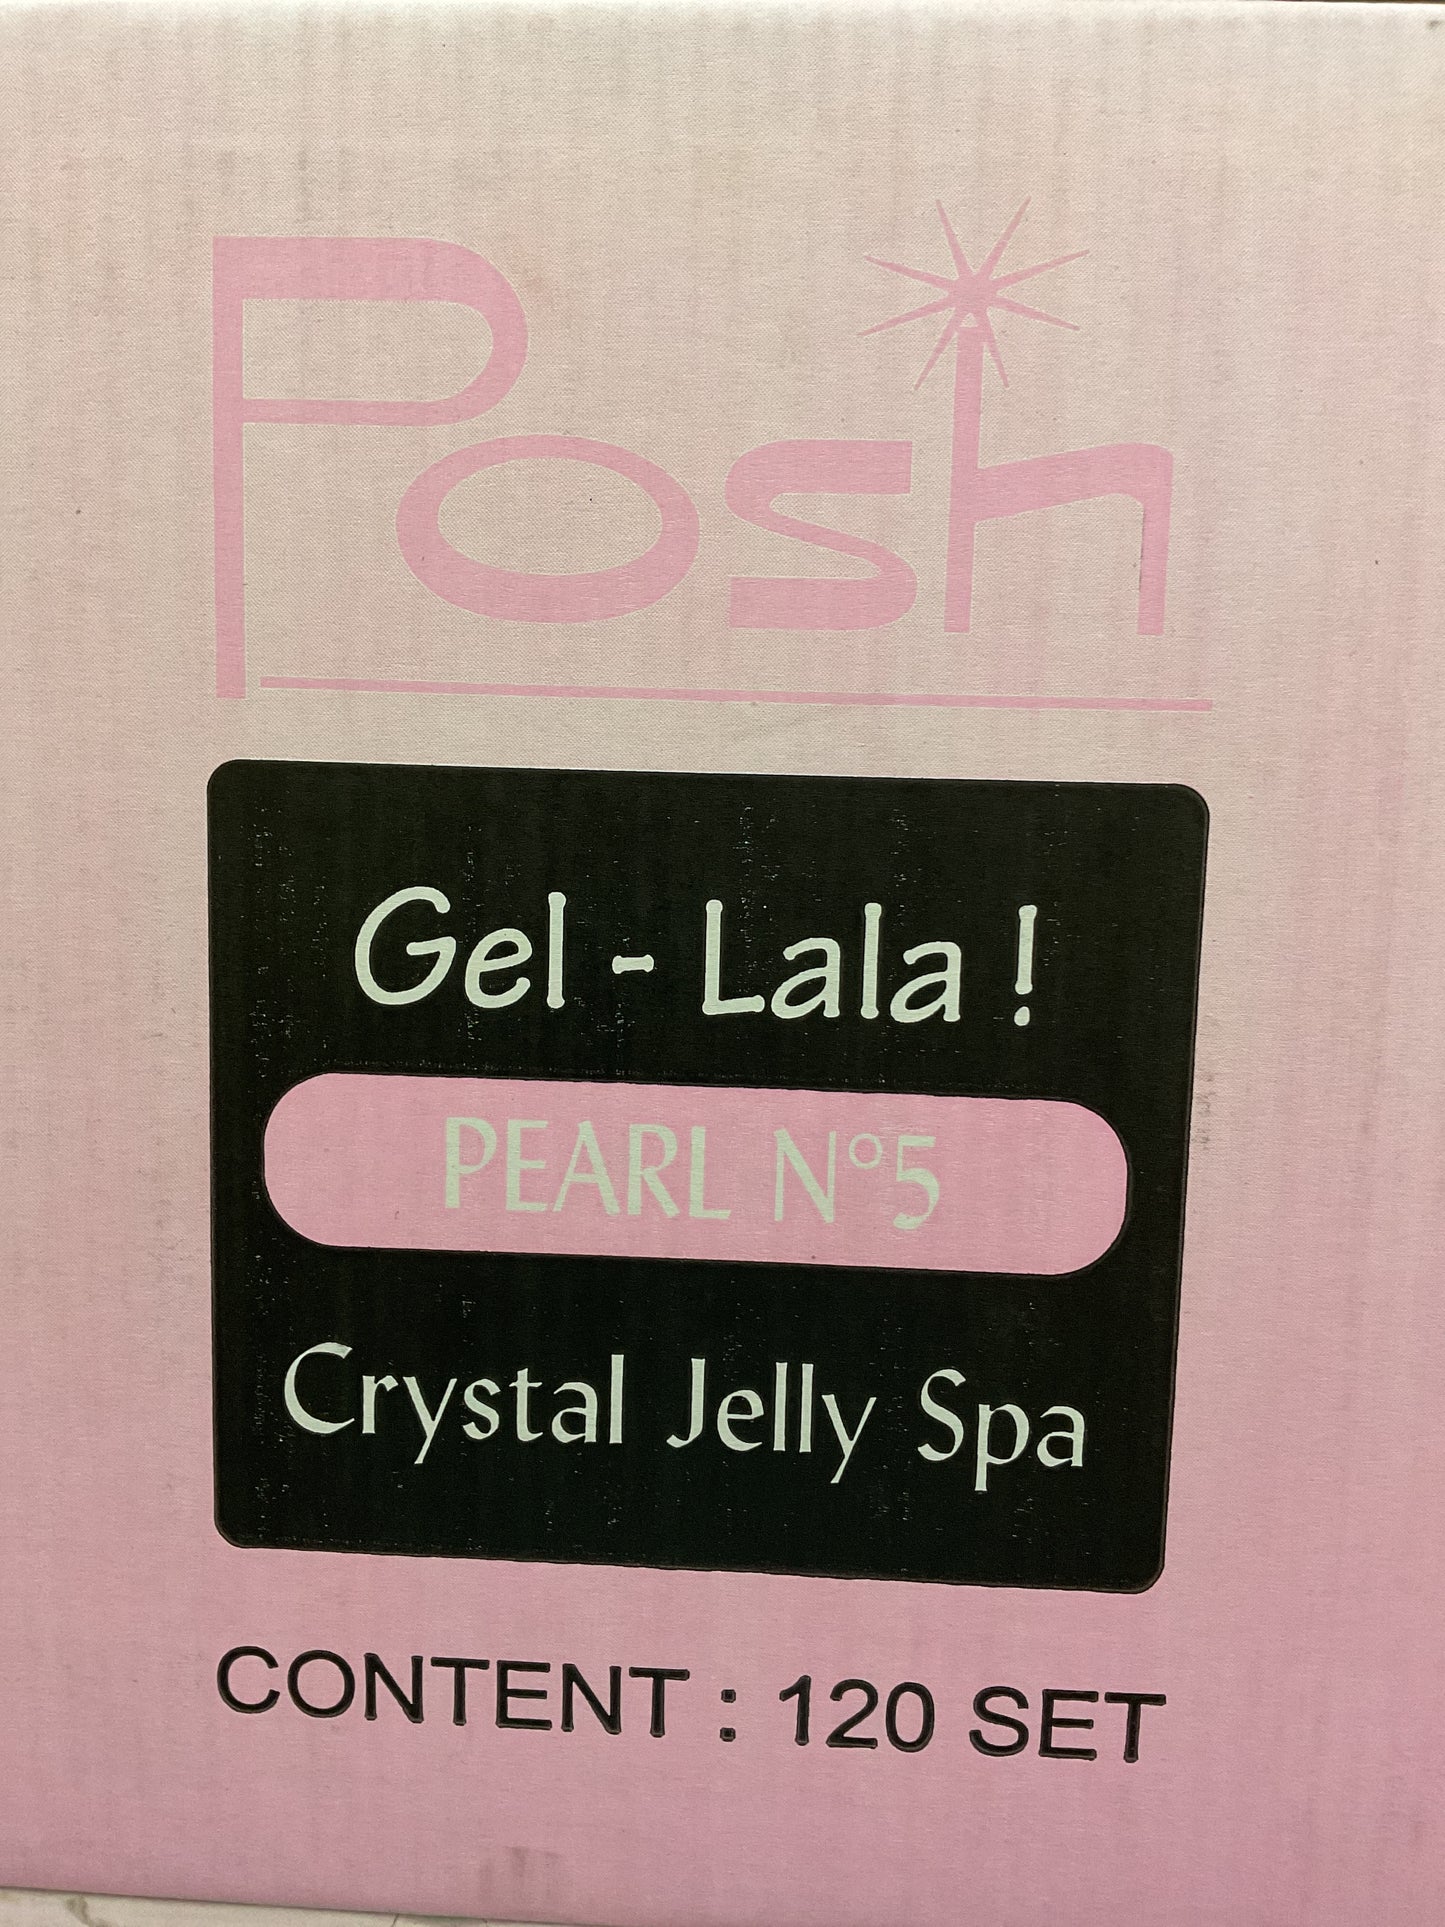 Posh
Gel - Lala !
PEARL N°5
Crystal Jelly Spa
CONTENT : 120 SET